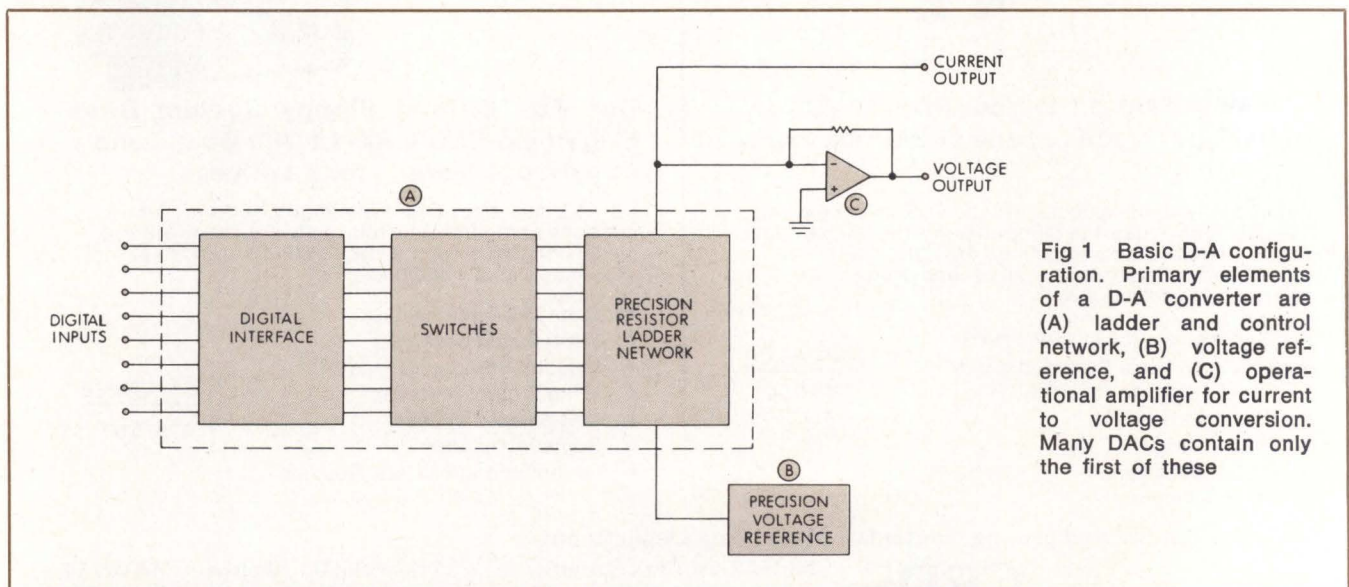 CURRENT
OUTPUT
VOLTAGE
OUTPUT
-
+
C
A
DIGITAL
INPUTS
DIGITAL
INTERFACE
SWITCHES
PRECISION
RESISTOR
LADDER
NETWORK
B
PRECISION
VOLTAGE
REFERENCE
Fig 1 Basic D-A configu-
ration. Primary elements
of a D-A converter are
(A) ladder and control
network, (B) voltage ref-
erence, and (C) opera-
tional amplifier for current
to voltage conversion.
Many DACs contain only
the first of these